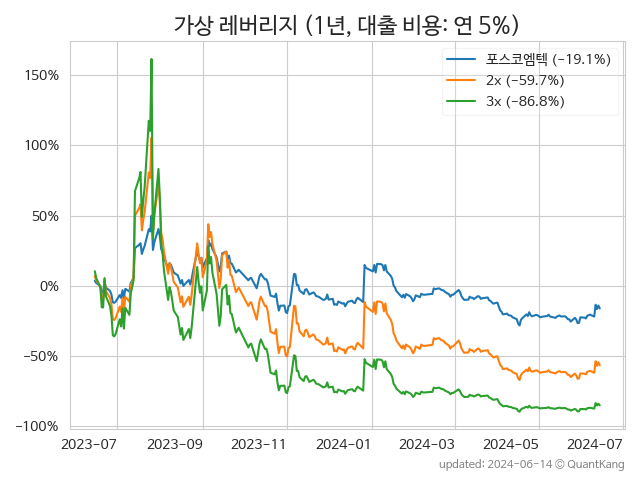 가상 레버리지 (1년, 대출 비용: 연 5%)
포스코엠텍 (−19.1%)
2x (−59.7%)
3x (−86.8%)
150%
100%
50%
0%
−50%
−100%
2023-07 2023-09 2023-11 2024-01 2024-03 2024-05 2024-07
updated: 2024-06-14 © QuantKang